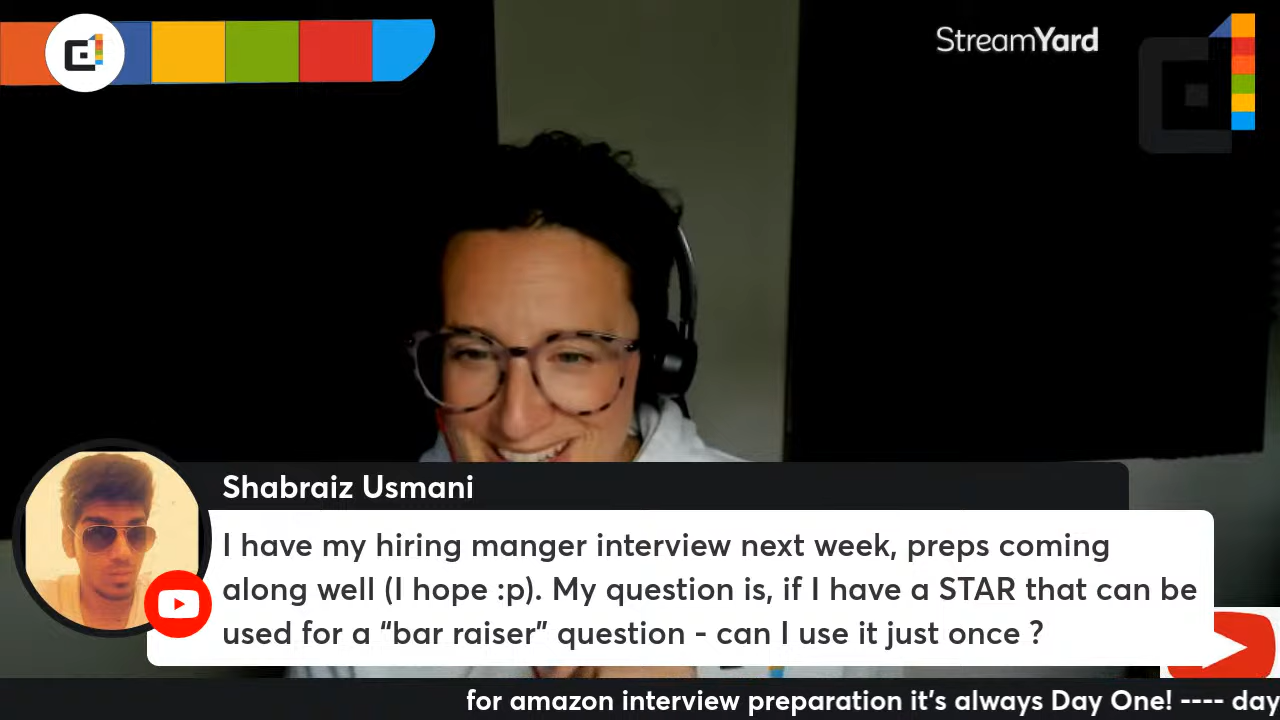 StreamYard
Shabraiz Usmani
I have my hiring manger interview next week, preps coming
along well (I hope :p). My question is, if I have a STAR that can be
used for a “bar raiser” question - can I use it just once ?
for amazon interview preparation it's always Day One! ---- day